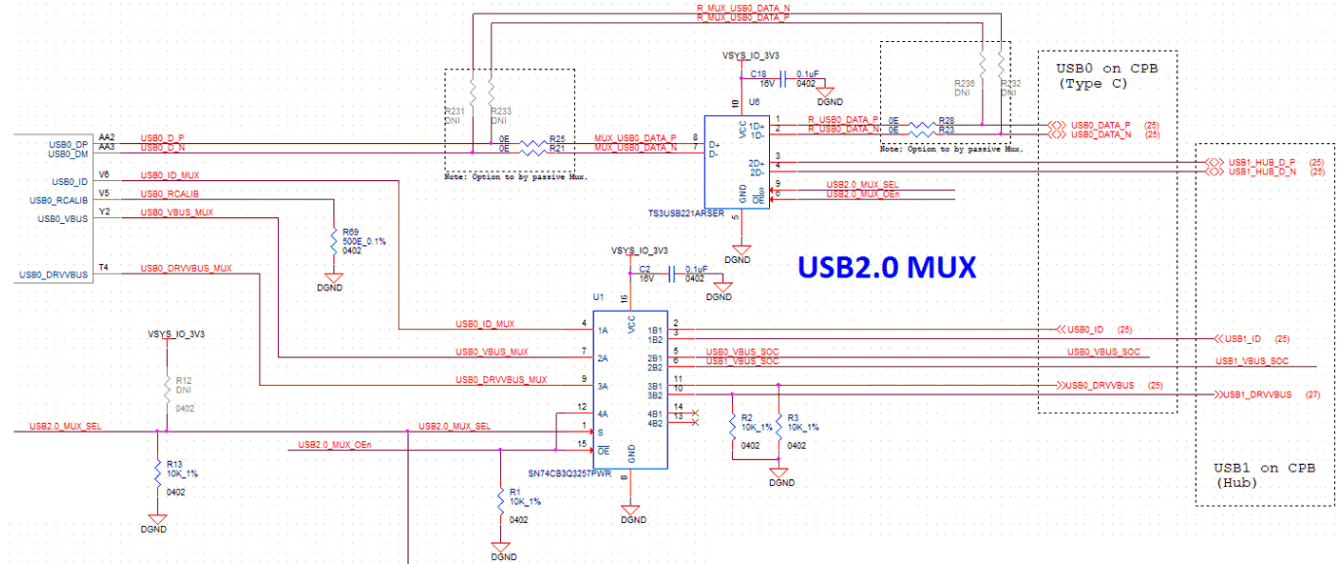 R_MUX_USB0_DATA_N
R_MUX_USB0_DATA_P
VSYS_IO_3V3
C18 0.1uF
16V 0402
DGND
U6
R231
DNI
R233
DNI
R236
DNI
R232
DNI
USB0 on CPB
(Type C)
10
VCC
USB0_DP AA2 USB0_D_P
USB0_DM AA3 USB0_D_N
0E R25 MUX_USB0_DATA_P 8 D+
0E R21 MUX_USB0_DATA_N 7 D-
1D+ 1 R_USB0_DATA_P 0E R28 USB0_DATA_P (25)
1D- 2 R_USB0_DATA_N 0E R23 USB0_DATA_N (25)
Note: Option to by passive Mux.
Note: Option to by passive Mux.
2D+ 3 USB1_HUB_D_P (25)
2D- 4 USB1_HUB_D_N (25)
S 9 USB2.0_MUX_SEL
OE 6 USB2.0_MUX_OEn
GND
5
TS3USB221ARSER
DGND
USB0_ID V6 USB0_ID_MUX
USB0_RCALIB V5
USB0_VBUS Y2 USB0_VBUS_MUX
USB0_DRVVBUS T4 USB0_DRVVBUS_MUX
R69
500E_0.1%
0402
DGND
VSYS_IO_3V3
C2 0.1uF
16V 0402
DGND
USB2.0 MUX
U1
16
VCC
USB0_ID_MUX 4 1A
1B1 2 USB0_ID (25)
1B2 3 USB1_ID (25)
USB0_VBUS_MUX 7 2A
2B1 5 USB0_VBUS_SOC USB0_VBUS_SOC
2B2 6 USB1_VBUS_SOC USB1_VBUS_SOC
USB0_DRVVBUS_MUX 9 3A
3B1 11 USB0_DRVVBUS (25)
3B2 10 USB1_DRVVBUS (27)
12 4A
4B1 14
4B2 13
VSYS_IO_3V3
R12
DNI
0402
USB2.0_MUX_SEL USB2.0_MUX_SEL 1 S
USB2.0_MUX_OEn 15 OE
GND
8
SN74CB3Q3257PWR
DGND
R13
10K_1%
0402
DGND
R1
10K_1%
0402
DGND
R2
10K_1%
0402
R3
10K_1%
0402
DGND
USB1 on CPB
(Hub)